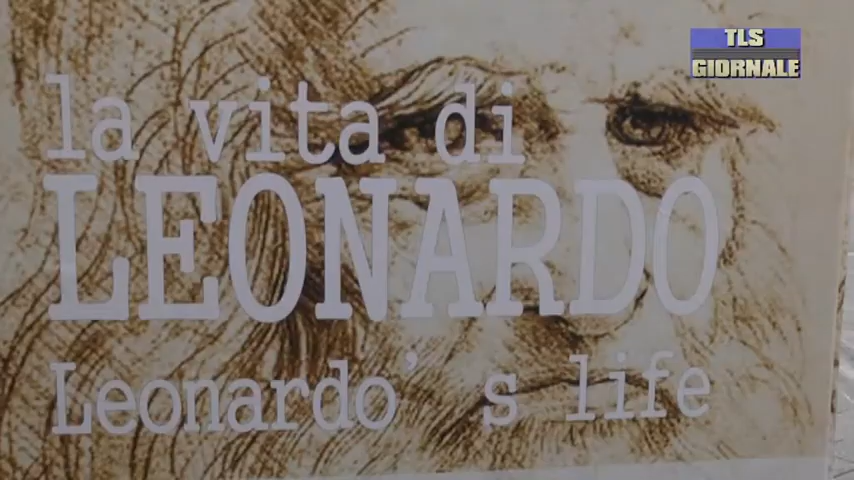 TLS
GIORNALE
la vita di
LEONARDO
Leonardo' s life